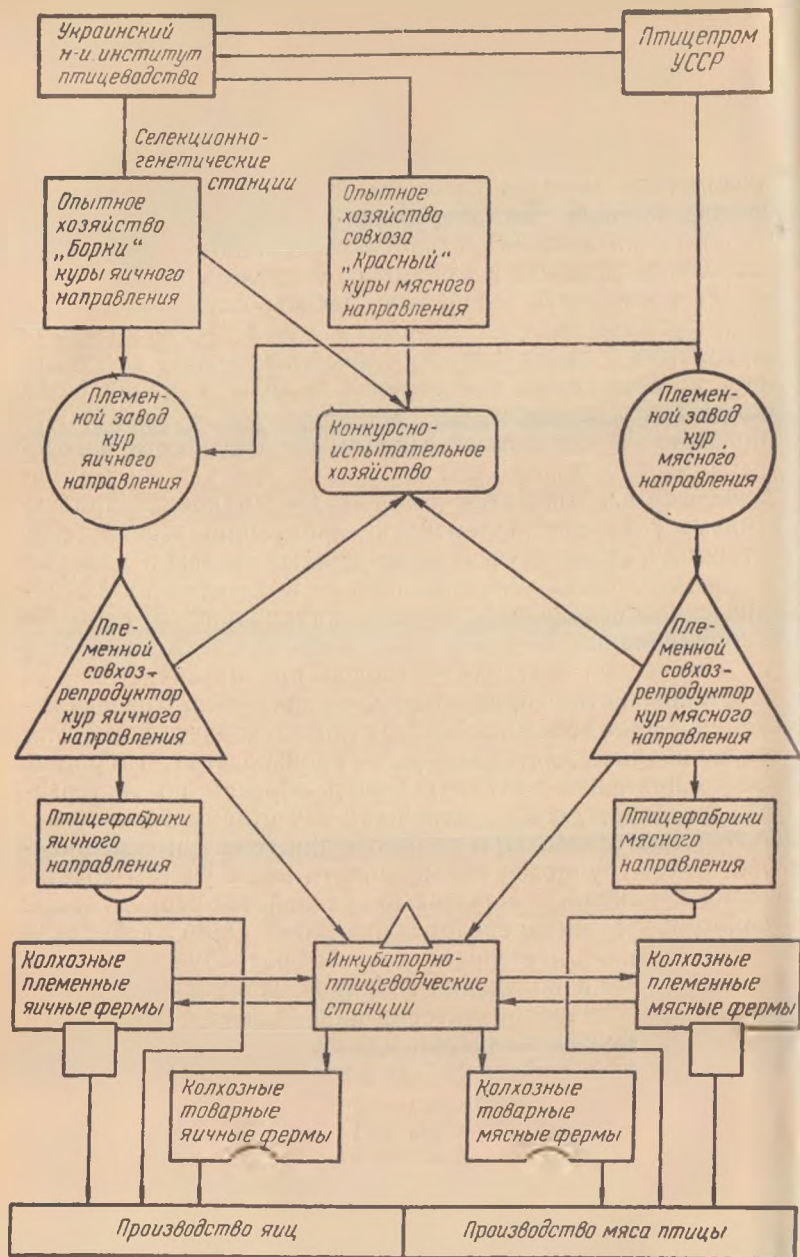 Украинский
н-и институт
птицеводства
Птицепром
УССР
Селекционно-
генетические
станции
Опытное
хозяйство
„Борки“
куры яичного
направления
Опытное
хозяйство
совхоза
„Красный“
куры мясного
направления
Племен-
ной завод
кур
яичного
направления
Конкурсно-
испытательное
хозяйство
Племен-
ной завод
кур
мясного
направления
Пле-
менной
совхоз-
репродуктор
кур яичного
направления
Пле-
менной
совхоз-
репродуктор
кур мясного
направления
Птицефабрики
яичного
направления
Птицефабрики
мясного
направления
Колхозные
племенные
яичные фермы
Инкубаторно-
птицеводческие
станции
Колхозные
племенные
мясные фермы
Колхозные
товарные
яичные фермы
Колхозные
товарные
мясные фермы
Производство яиц
Производство мяса птицы